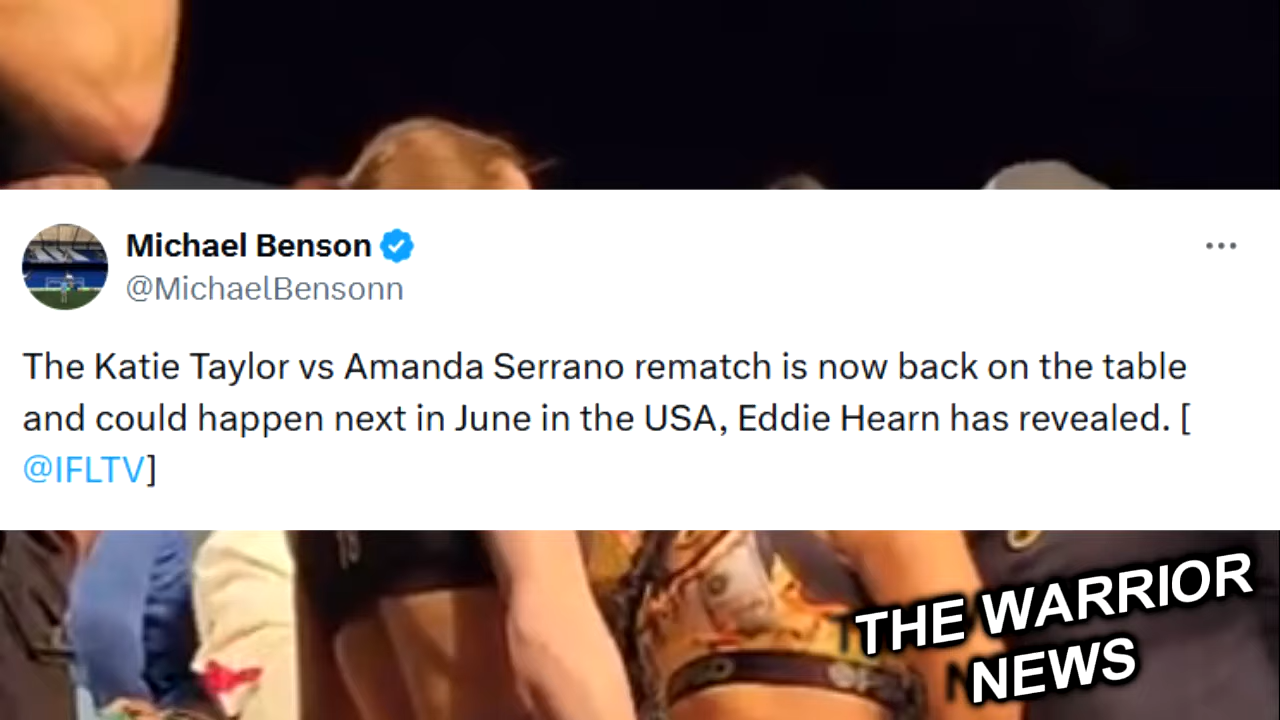 Michael Benson
@MichaelBensonn
The Katie Taylor vs Amanda Serrano rematch is now back on the table
and could happen next in June in the USA, Eddie Hearn has revealed. [
@IFLTV]
THE WARRIOR
NEWS